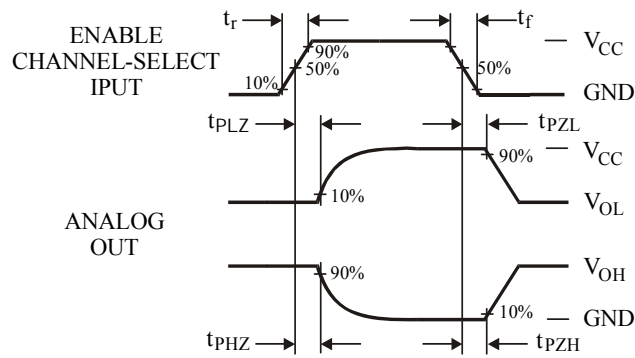 tr
tf
ENABLE
CHANNEL-SELECT
IPUT
90%
50%
10%
50%
10%
VCC
GND
tPLZ
tPZL
10%
90%
VCC
VOL
ANALOG
OUT
90%
10%
VOH
GND
tPHZ
tPZH